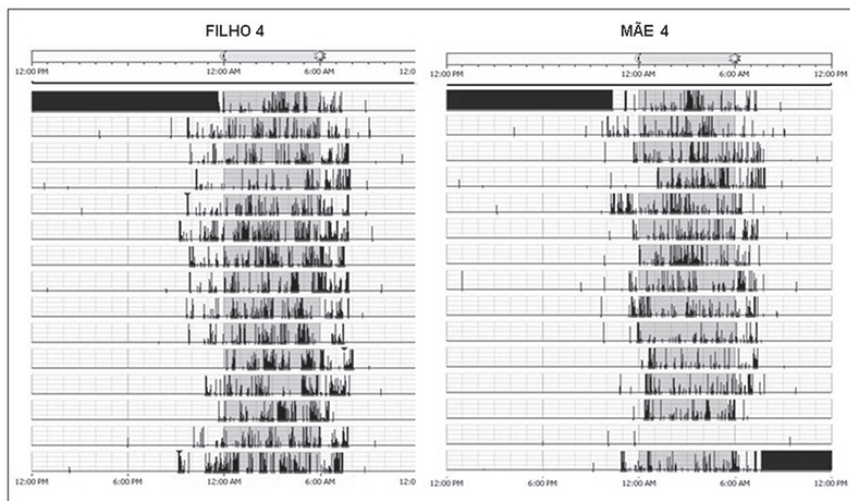 FILHO 4
MÃE 4
12:00 PM 12:00 AM 6:00 AM 12:0
12:00 PM 12:00 AM 6:00 AM 12:00 PM
12:00 PM 6:00 PM 12:00 AM 6:00 AM 12:00
12:00 PM 6:00 PM 12:00 AM 6:00 AM 12:00 PM